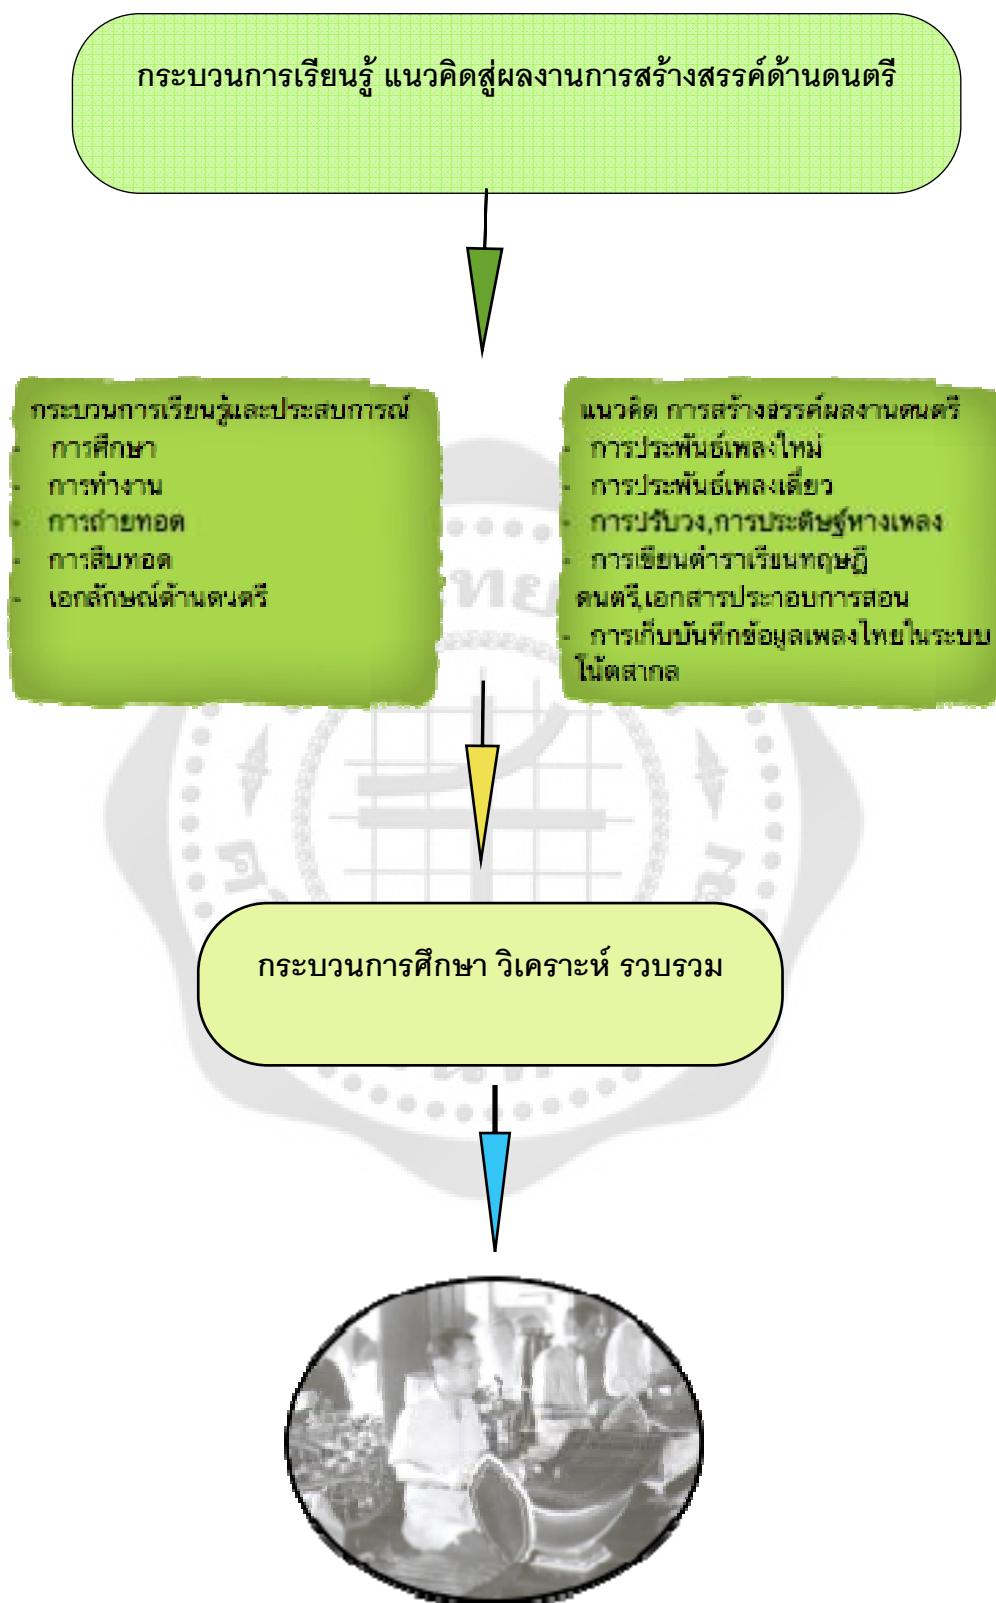 กระบวนการเรียนรู้ แนวคิดสู่ผลงานการสร้างสรรค์ด้านดนตรี
กระบวนการเรียนรู้และประสบการณ์
- การศึกษา
- การทำงาน
- การถ่ายทอด
- การสืบทอด
- เอกลักษณ์ด้านดนตรี
แนวคิด การสร้างสรรค์ผลงานดนตรี
- การประพันธ์เพลงใหม่
- การประพันธ์เพลงเดี่ยว
- การปรับวง,การประดิษฐ์ทางเพลง
- การเขียนตำราเรียนทฤษฎี
ดนตรี,เอกสารประกอบการสอน
- การเก็บบันทึกข้อมูลเพลงไทยในระบบ
โน้ตสากล
กระบวนการศึกษา วิเคราะห์ รวบรวม